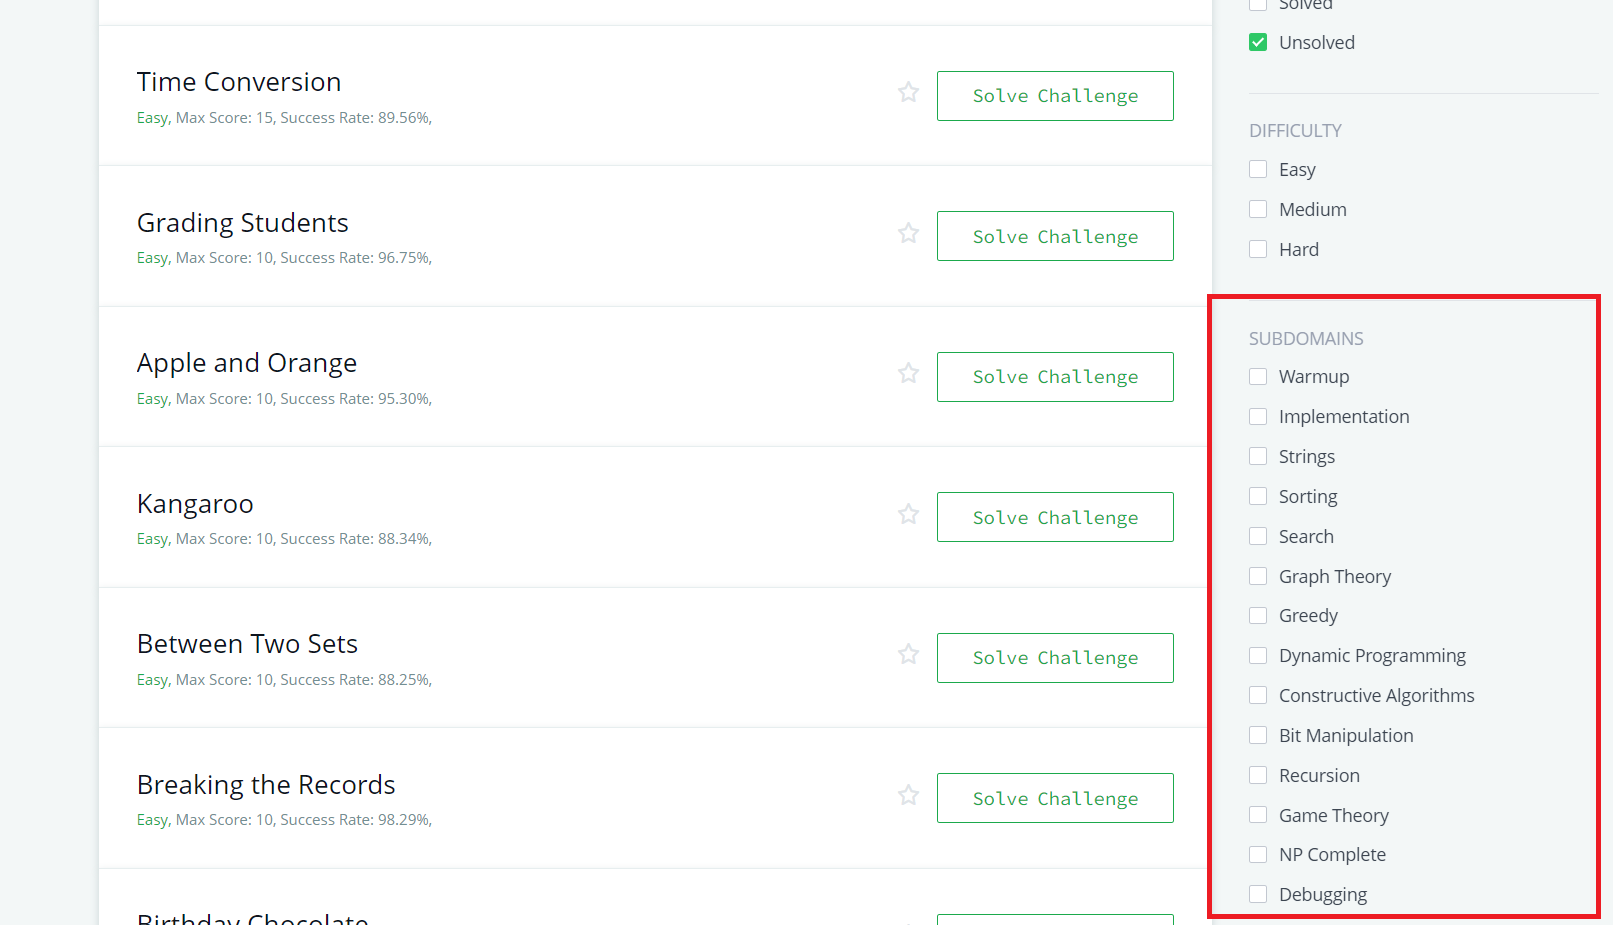 Time Conversion
Easy, Max Score: 15, Success Rate: 89.56%,
Solve Challenge
Grading Students
Easy, Max Score: 10, Success Rate: 96.75%,
Solve Challenge
Apple and Orange
Easy, Max Score: 10, Success Rate: 95.30%,
Solve Challenge
Kangaroo
Easy, Max Score: 10, Success Rate: 88.34%,
Solve Challenge
Between Two Sets
Easy, Max Score: 10, Success Rate: 88.25%,
Solve Challenge
Breaking the Records
Easy, Max Score: 10, Success Rate: 98.29%,
Solve Challenge
Birthday Chocolate
Solved
Unsolved
DIFFICULTY
Easy
Medium
Hard
SUBDOMAINS
Warmup
Implementation
Strings
Sorting
Search
Graph Theory
Greedy
Dynamic Programming
Constructive Algorithms
Bit Manipulation
Recursion
Game Theory
NP Complete
Debugging